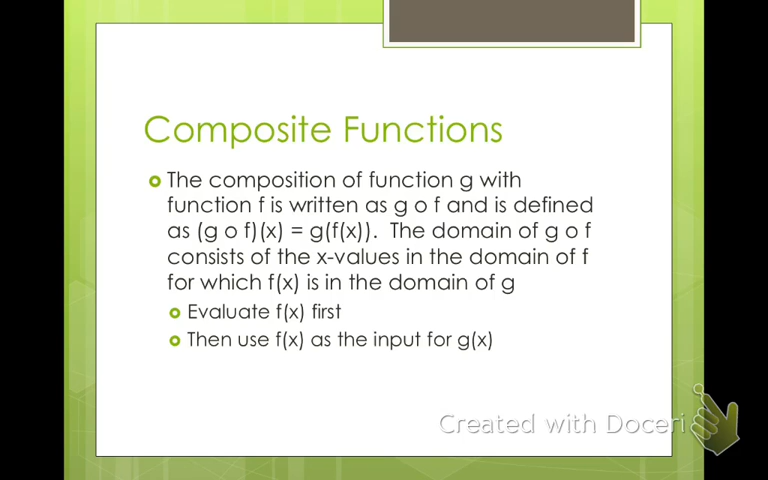 Composite Functions
The composition of function g with
function f is written as g o f and is defined
as (g o f)(x) = g(f(x)).  The domain of g o f
consists of the x-values in the domain of f
for which f(x) is in the domain of g
Evaluate f(x) first
Then use f(x) as the input for g(x)
Created with Doceri